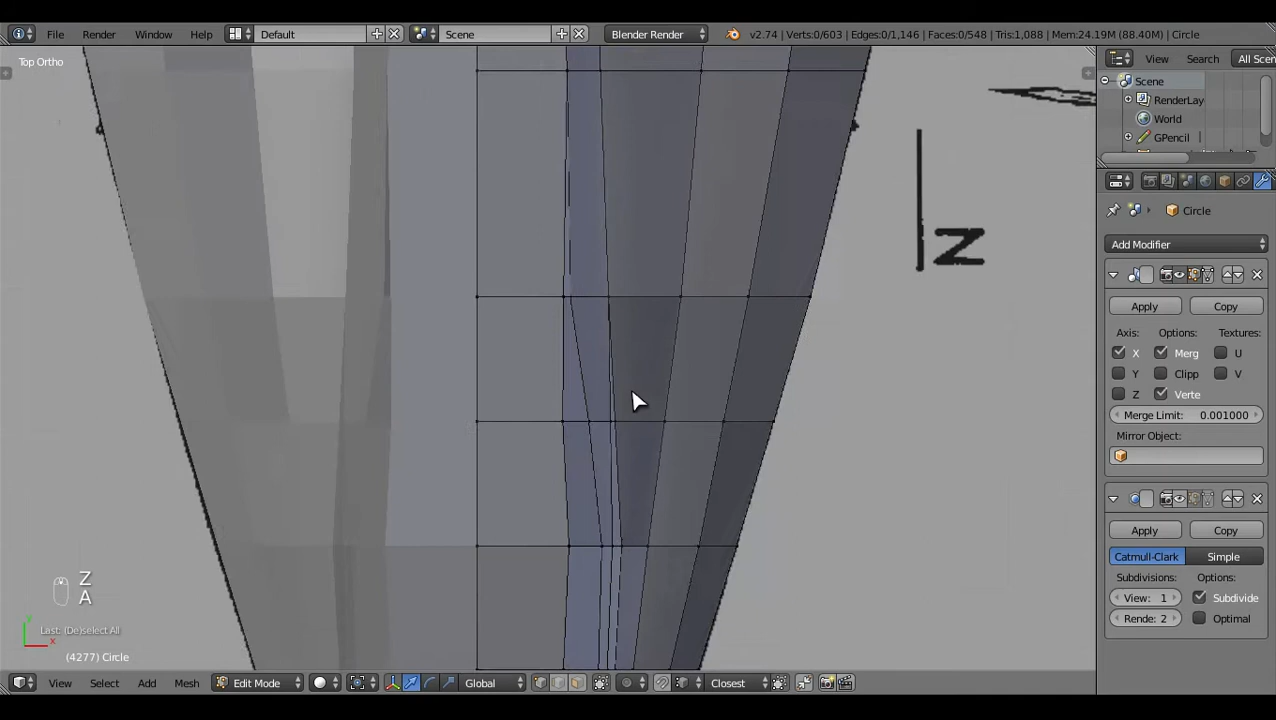 File Render Window Help Default Scene Blender Render v2.74 | Verts:0/603 | Edges:0/1,146 | Faces:0/548 | Tris:1,088 | Mem:24.19M (88.40M) | Circle
Top Ortho
View Search All Scen
Scene
RenderLay
World
GPencil
Z
Circle
Add Modifier
Apply Copy
Axis: Options: Textures:
X Merg U
Y Clipp V
Z Verte
Merge Limit: 0.001000
Mirror Object:
Apply Copy
Catmull-Clark Simple
Subdivisions: Options:
View: 1 Subdivide
Rende: 2 Optimal
Z
A
Last: (De)select All
z
x
(4277) Circle
View Select Add Mesh Edit Mode Global Closest